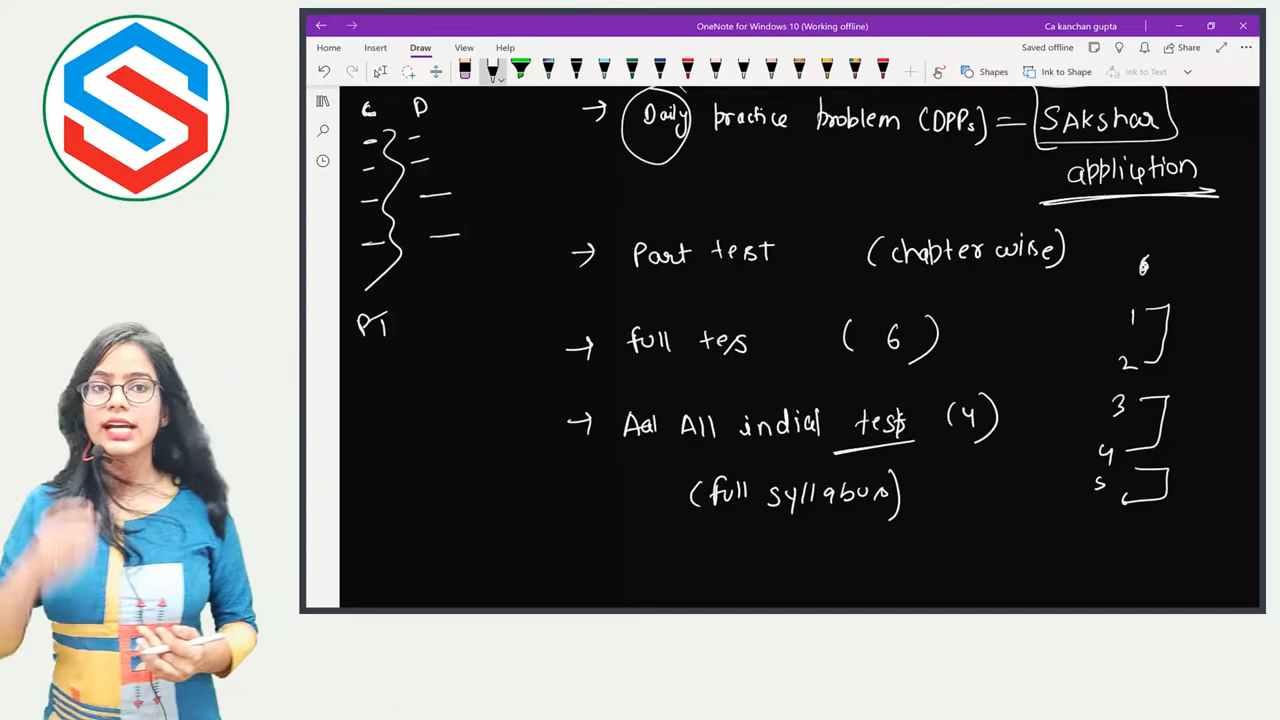 OneNote for Windows 10 (Working offline)
Ca kanchan gupta
Home Insert Draw View Help
Saved offline
Share
Shapes
Ink to Shape
Ink to Text
C D
→ Daily practice problem (DPPs) = SAKshar
application
→ Part test (chapter wise)
PT
→ full tes (6)
1
2
→ Aal All indial test (4)
3
4
(full syllabus)
5